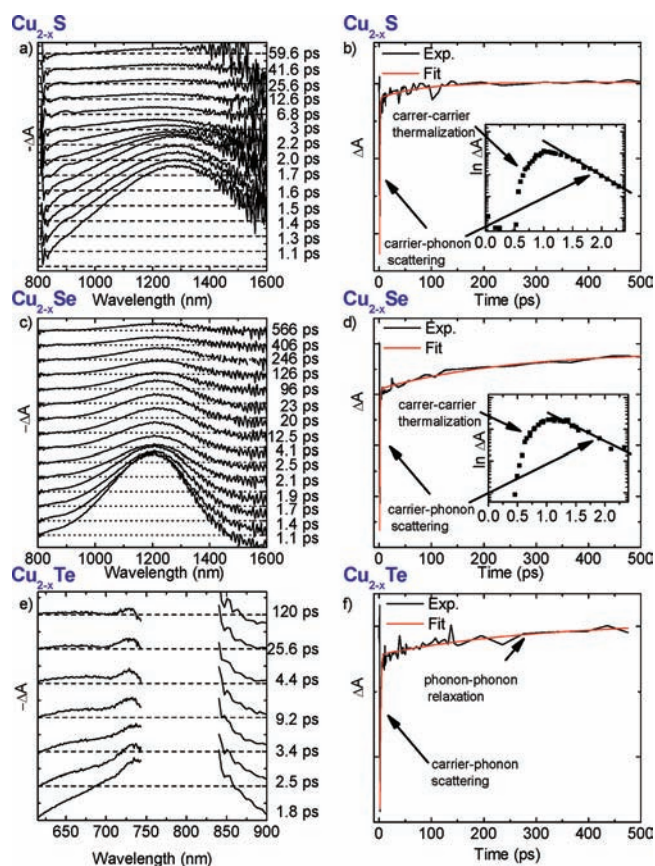 Cu2-xS
a)
59.6 ps
41.6 ps
25.6 ps
12.6 ps
6.8 ps
3 ps
2.2 ps
2.0 ps
1.7 ps
1.6 ps
1.5 ps
1.4 ps
1.3 ps
1.1 ps
-ΔA
800 1000 1200 1400 1600
Wavelength (nm)
Cu2-xS
b)
Exp.
Fit
carrer-carrier
thermalization
carrier-phonon
scattering
ln ΔA
0.0 0.5 1.0 1.5 2.0
ΔA
0 100 200 300 400 500
Time (ps)
Cu2-xSe
c)
566 ps
406 ps
246 ps
126 ps
96 ps
23 ps
20 ps
12.5 ps
4.1 ps
2.5 ps
2.1 ps
1.9 ps
1.7 ps
1.4 ps
1.1 ps
-ΔA
800 1000 1200 1400 1600
Wavelength (nm)
Cu2-xSe
d)
Exp.
Fit
carrer-carrier
thermalization
carrier-phonon
scattering
ln ΔA
0.0 0.5 1.0 1.5 2.0
ΔA
0 100 200 300 400 500
Time (ps)
Cu2-xTe
e)
120 ps
25.6 ps
4.4 ps
9.2 ps
3.4 ps
2.5 ps
1.8 ps
-ΔA
650 700 750 800 850 900
Wavelength (nm)
Cu2-xTe
f)
Exp.
Fit
phonon-phonon
relaxation
carrier-phonon
scattering
ΔA
0 100 200 300 400 500
Time (ps)